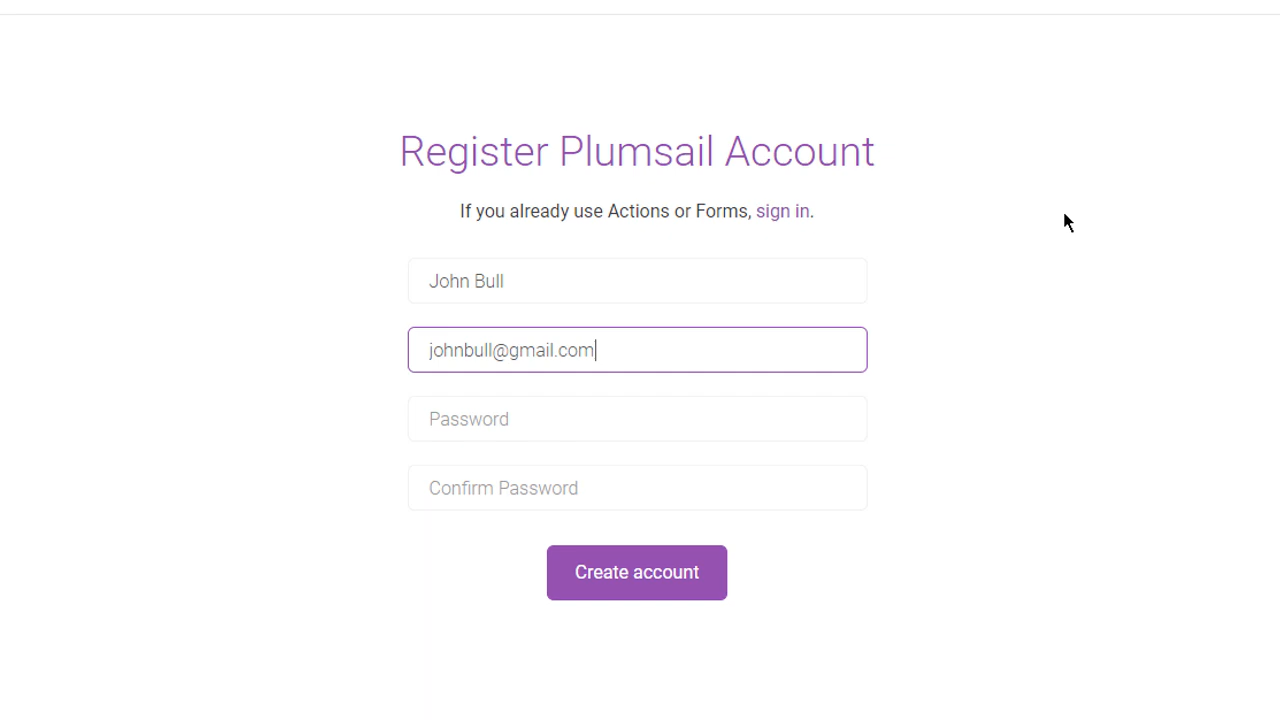 Register Plumsail Account
If you already use Actions or Forms, sign in.
John Bull
johnbull@gmail.com
Password
Confirm Password
Create account